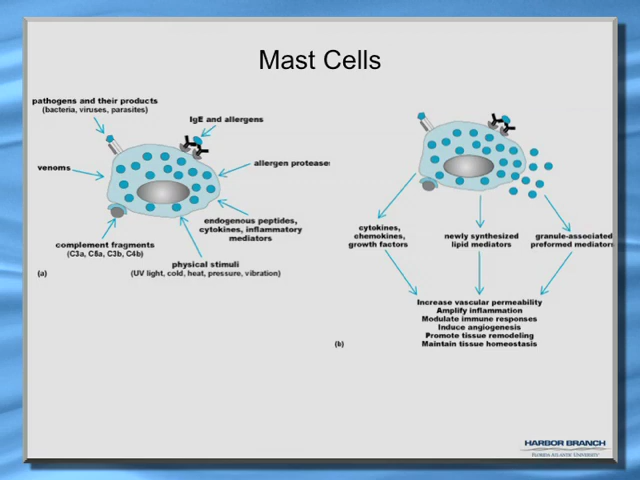 Mast Cells
pathogens and their products
(bacteria, viruses, parasites)
IgE and allergens
venoms
allergen proteases
endogenous peptides,
cytokines, inflammatory
mediators
complement fragments
(C3a, C5a, C3b, C4b)
physical stimuli
(UV light, cold, heat, pressure, vibration)
(a)
cytokines,
chemokines,
growth factors
newly synthesized
lipid mediators
granule-associated
preformed mediators
Increase vascular permeability
Amplify inflammation
Modulate immune responses
Induce angiogenesis
Promote tissue remodeling
Maintain tissue homeostasis
(b)
HARBOR BRANCH
FLORIDA ATLANTIC UNIVERSITY